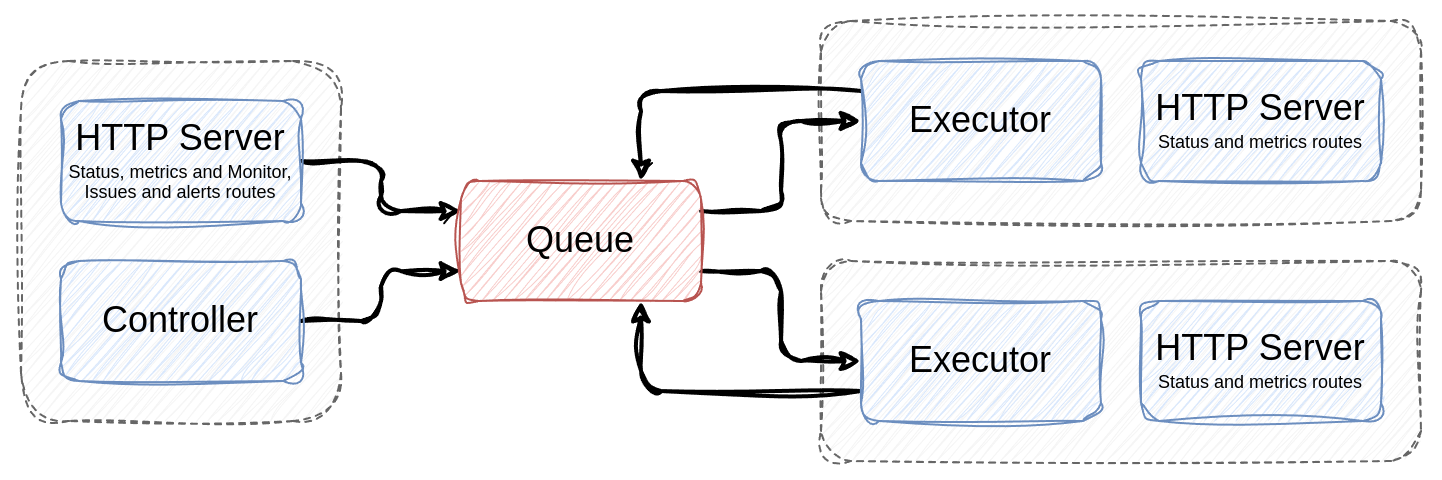 HTTP Server
Status, metrics and Monitor,
Issues and alerts routes
Controller
Queue
Executor
HTTP Server
Status and metrics routes
Executor
HTTP Server
Status and metrics routes